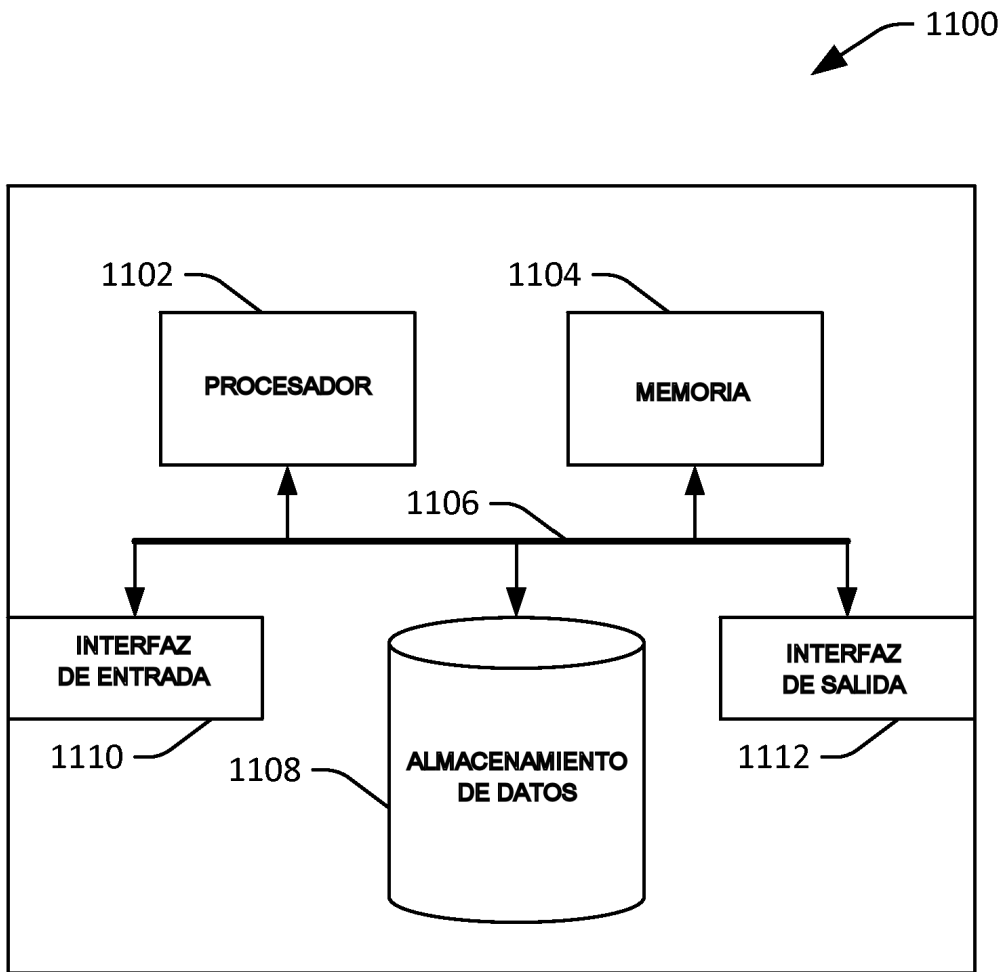 1100
1102
1104
PROCESADOR
MEMORIA
1106
INTERFAZ
DE ENTRADA
INTERFAZ
DE SALIDA
1110
1108
ALMACENAMIENTO
DE DATOS
1112